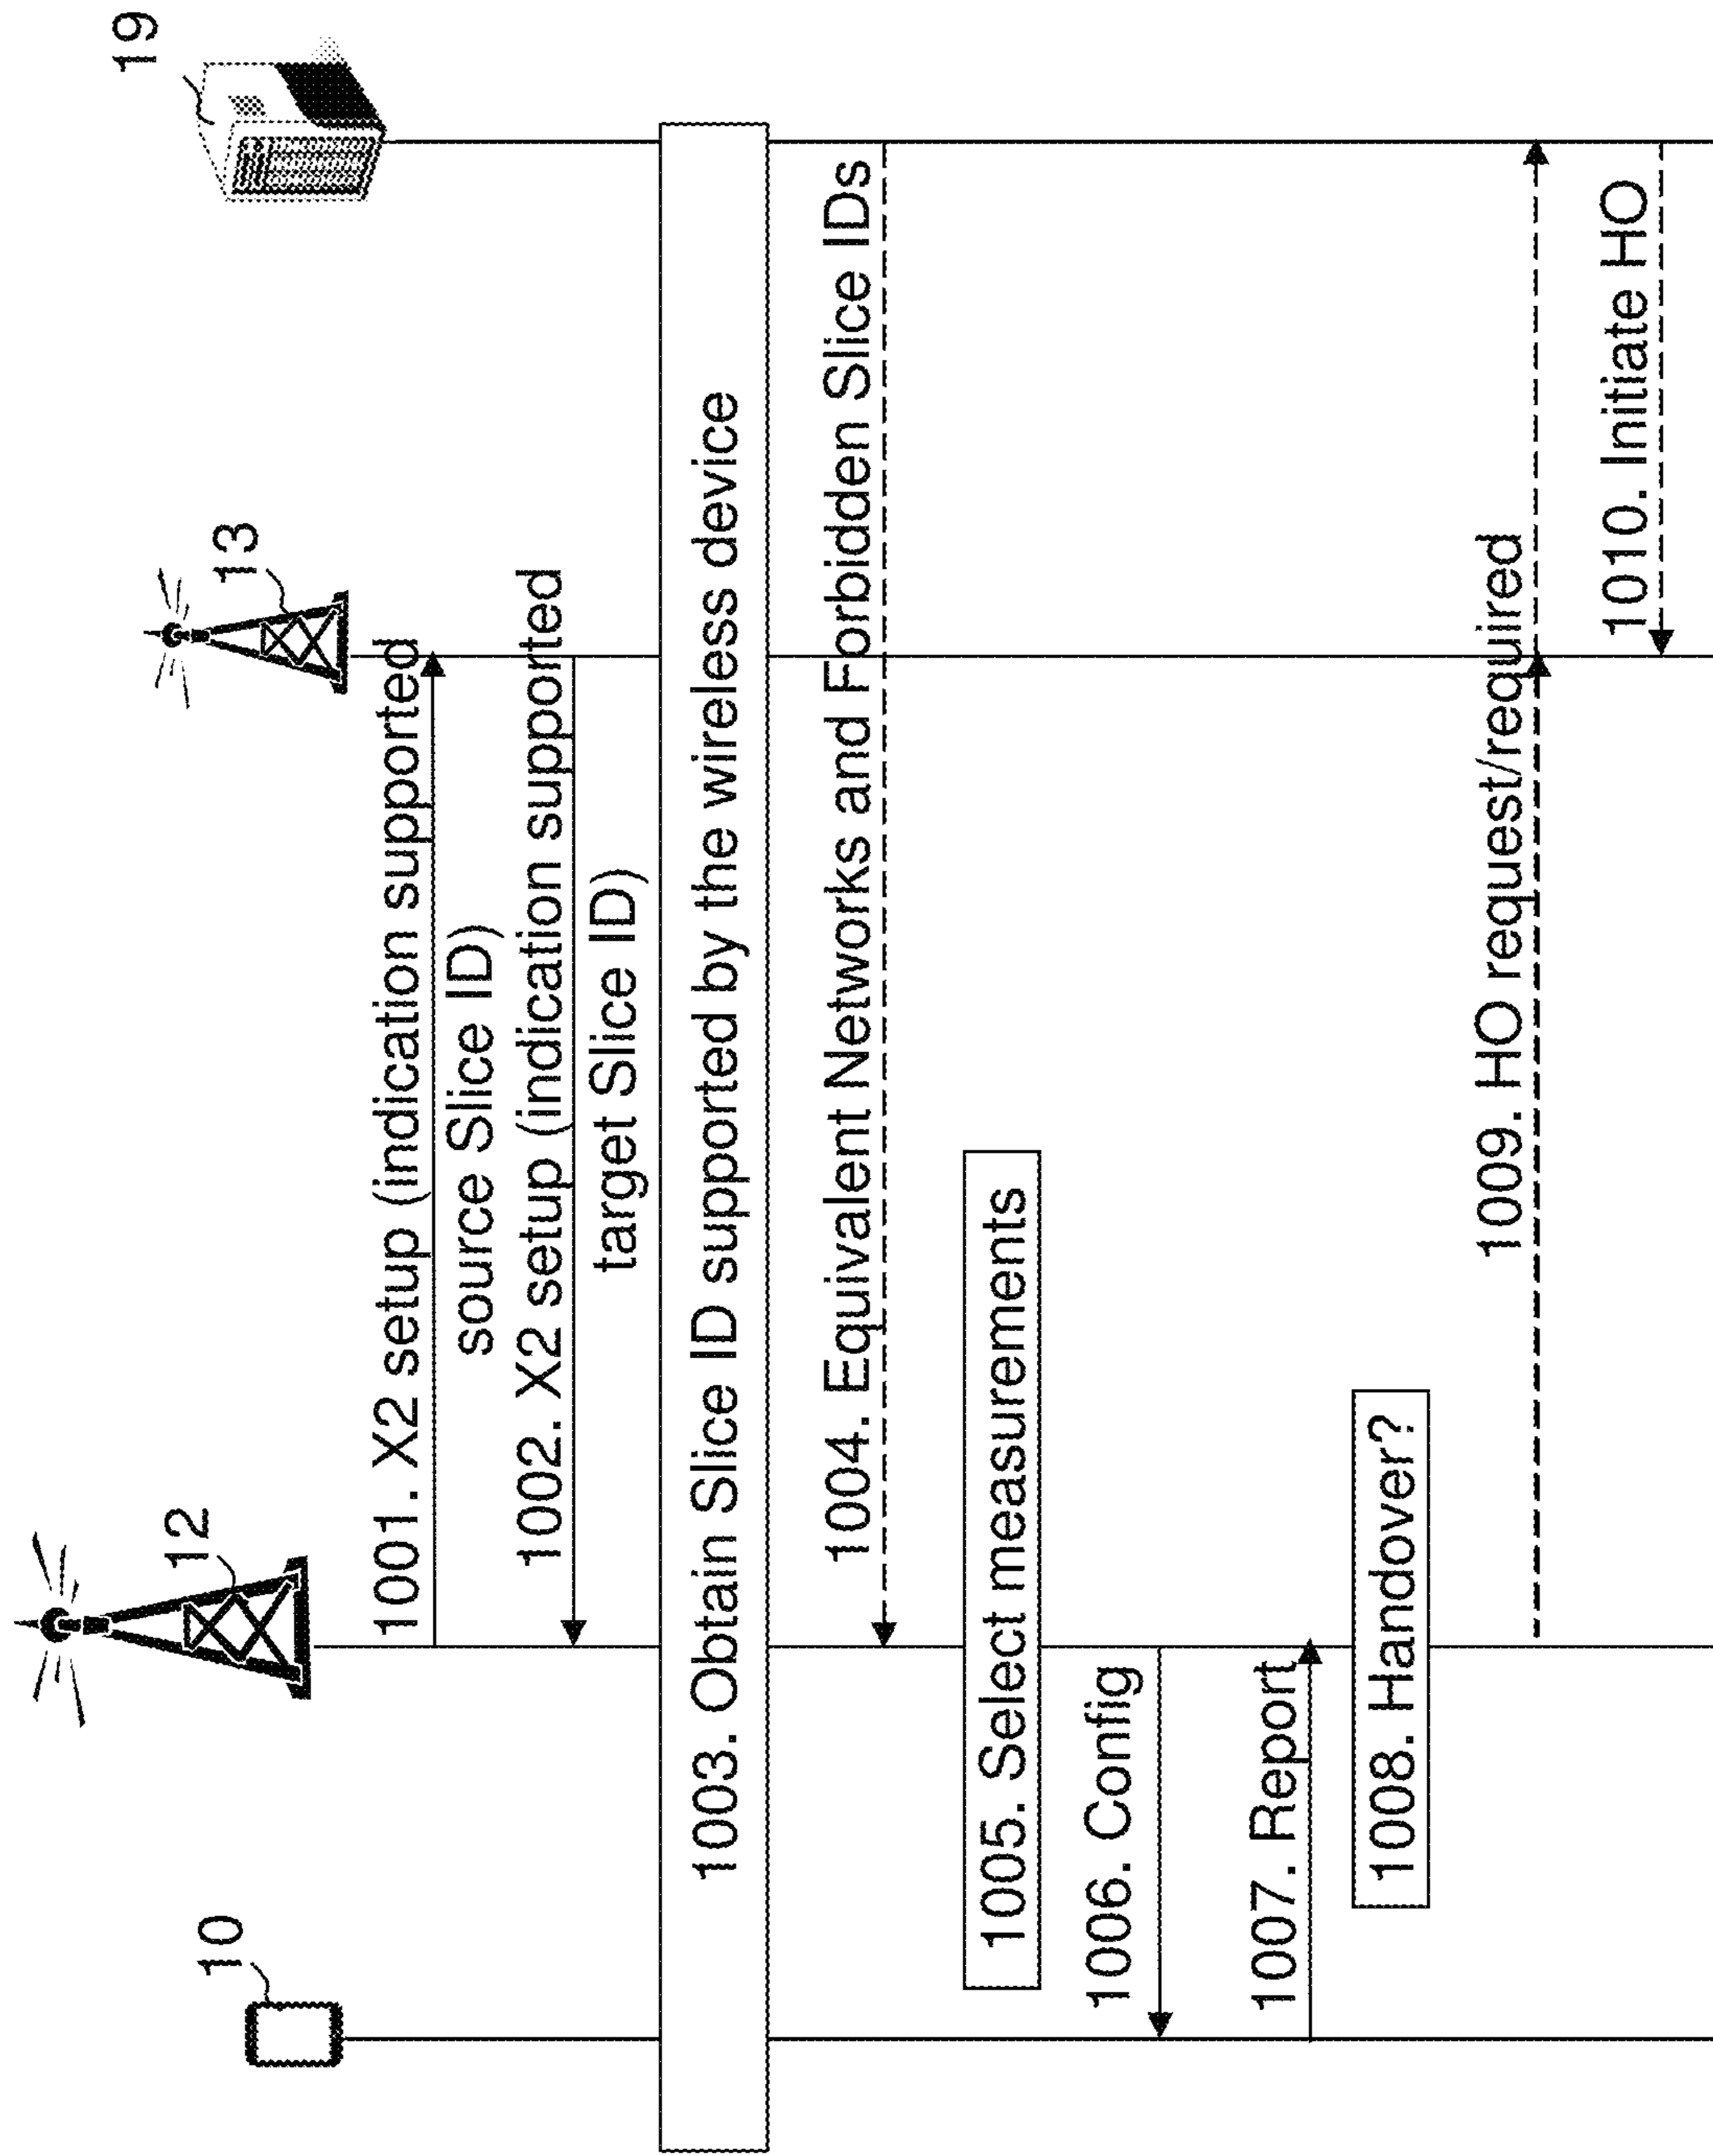 10
12
13
19
1001. X2 setup (indication supported
source Slice ID)
1002. X2 setup (indication supported
target Slice ID)
1003. Obtain Slice ID supported by the wireless device
1004. Equivalent Networks and Forbidden Slice IDs
1005. Select measurements
1006. Config
1007. Report
1008. Handover?
1009. HO request/required
1010. Initiate HO